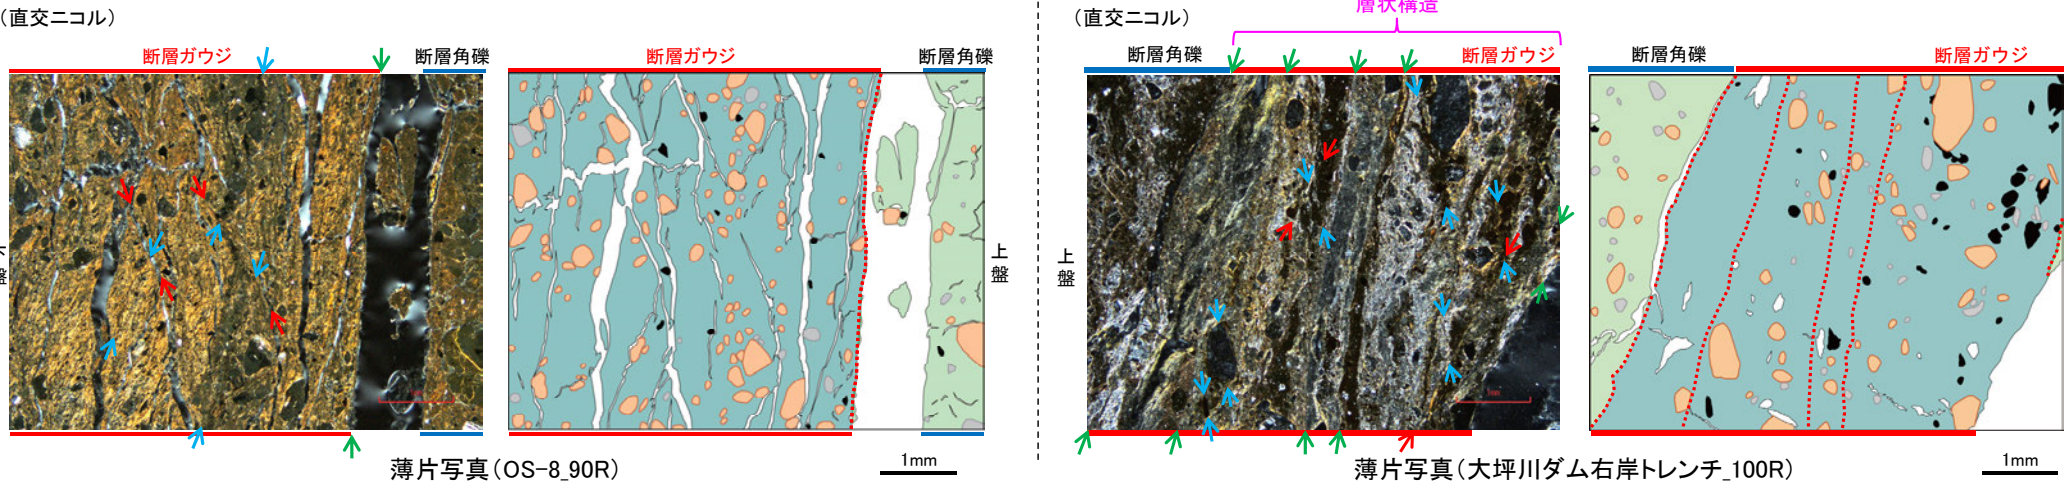 (直交ニコル)
断層ガウジ
断層角礫
断層ガウジ
断層角礫
盤
上
盤
薄片写真(OS-8_90R)
1mm
(直交ニコル)
層状構造
断層角礫
断層ガウジ
断層角礫
断層ガウジ
上
盤
薄片写真(大坪川ダム右岸トレンチ_100R)
1mm